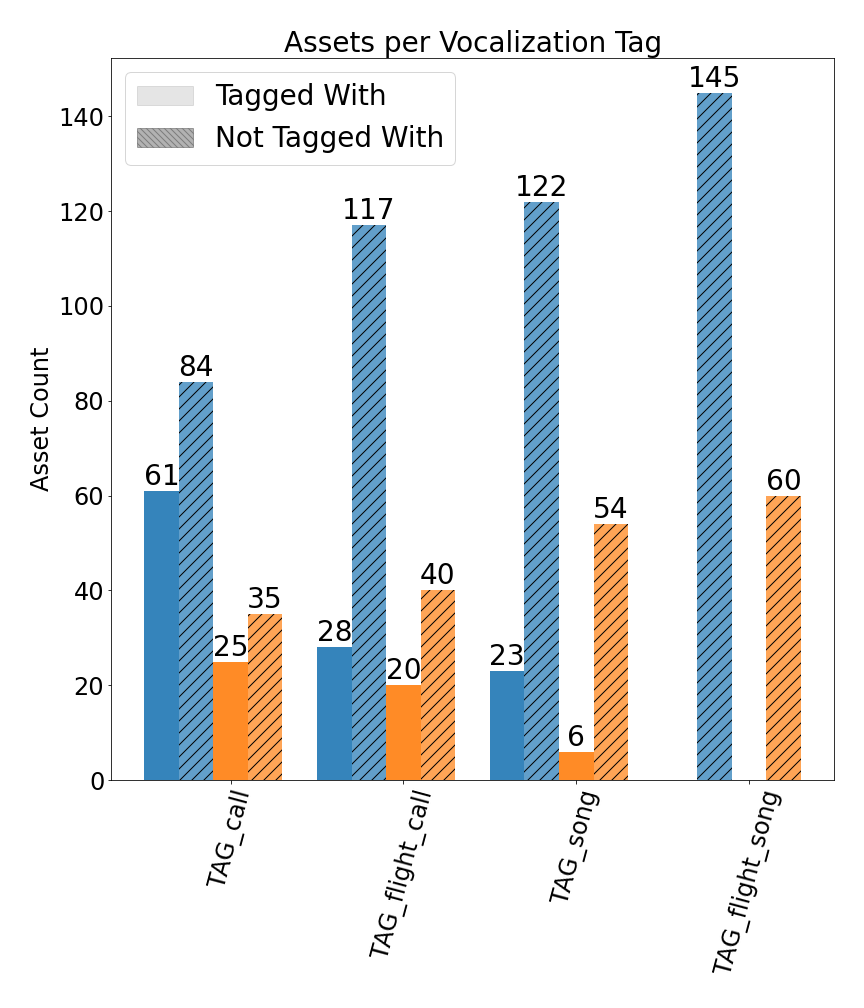 Assets per Vocalization Tag
Tagged With
Not Tagged With
Asset Count
140
120
100
80
60
40
20
0
61
84
25
35
28
117
20
40
23
122
6
54
145
60
TAG_call
TAG_flight_call
TAG_song
TAG_flight_song